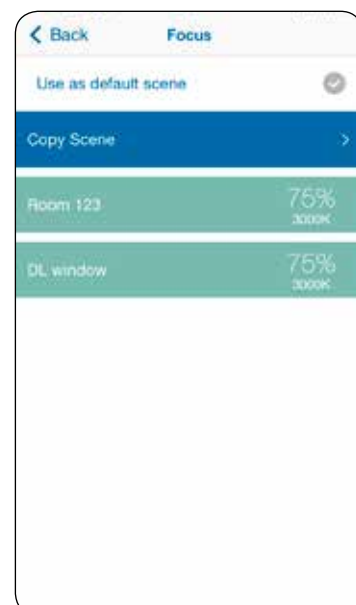 Back
Focus
Use as default scene
Copy Scene
Room 123
75%
3000K
DL window
75%
3000K